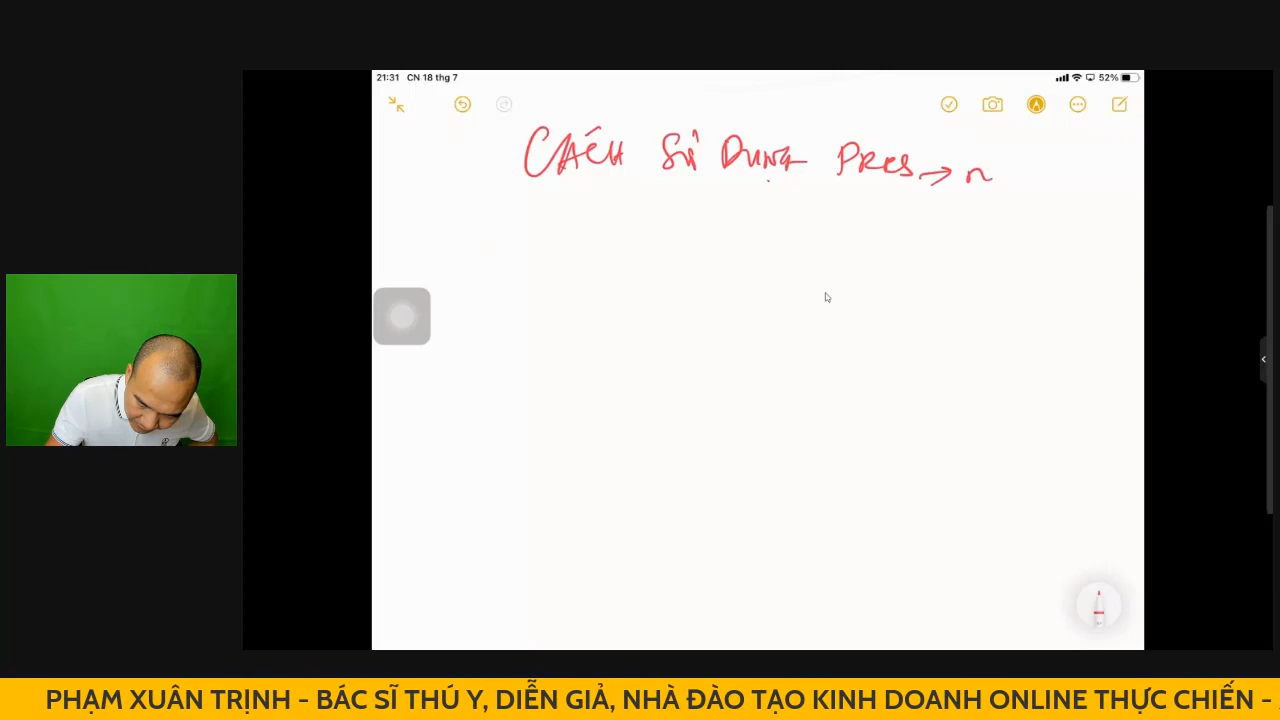 21:31 CN 18 thg 7 52%
CÁCH SỬ DỤNG PRES → n
PHẠM XUÂN TRỊNH - BÁC SĨ THÚ Y, DIỄN GIẢ, NHÀ ĐÀO TẠO KINH DOANH ONLINE THỰC CHIẾN -